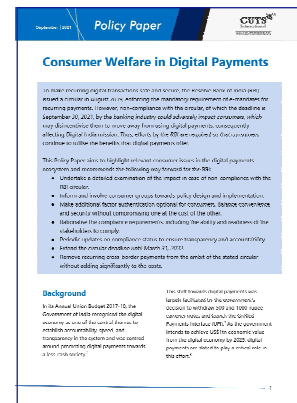 September | 2021
Policy Paper
CUTS
International
Consumer Welfare in Digital Payments
To make recurring digital transactions safe and secure, the Reserve Bank of India (RBI)
issued a circular in August 2019, enforcing the mandatory requirement of e-mandates for
recurring payments. However, non-compliance with the circular, of which the deadline is
September 30, 2021, by the banking industry could adversely impact consumers, which
may disincentivise them to move away from using digital payments, consequently
affecting Digital India mission. Thus, efforts by the RBI are required so that consumers
continue to utilise the benefits that digital payments offer.
This Policy Paper aims to highlight relevant consumer issues in the digital payments
ecosystem and recommends the following way forward for the RBI:
• Undertake a detailed examination of the impact in case of non-compliance with the
RBI circular.
• Inform and involve consumer groups towards policy design and implementation.
• Make additional factor authentication optional for consumers. Balance convenience
and security without compromising one at the cost of the other.
• Rationalise the compliance requirements, including the ability and readiness of the
stakeholders to comply.
• Periodic updates on compliance status to ensure transparency and accountability.
• Extend the circular deadline until March 31, 2022.
• Remove recurring cross-border payments from the ambit of the stated circular
without adding significantly to the costs.
Background
In its Annual Union Budget 2017-18, the
Government of India recognised the digital
economy as one of the central themes to
establish accountability, speed, and
transparency in the system and was centred
around promoting digital payments towards
a less-cash society.
This shift towards digital payments was
largely facilitated by the government's
decision to withdraw 500 and 1000 rupee
currency notes and launch the Unified
Payments Interface (UPI). As the government
intends to achieve US$1tn economic value
from the digital economy by 2025, digital
payments are slated to play a critical role in
this effort.
1